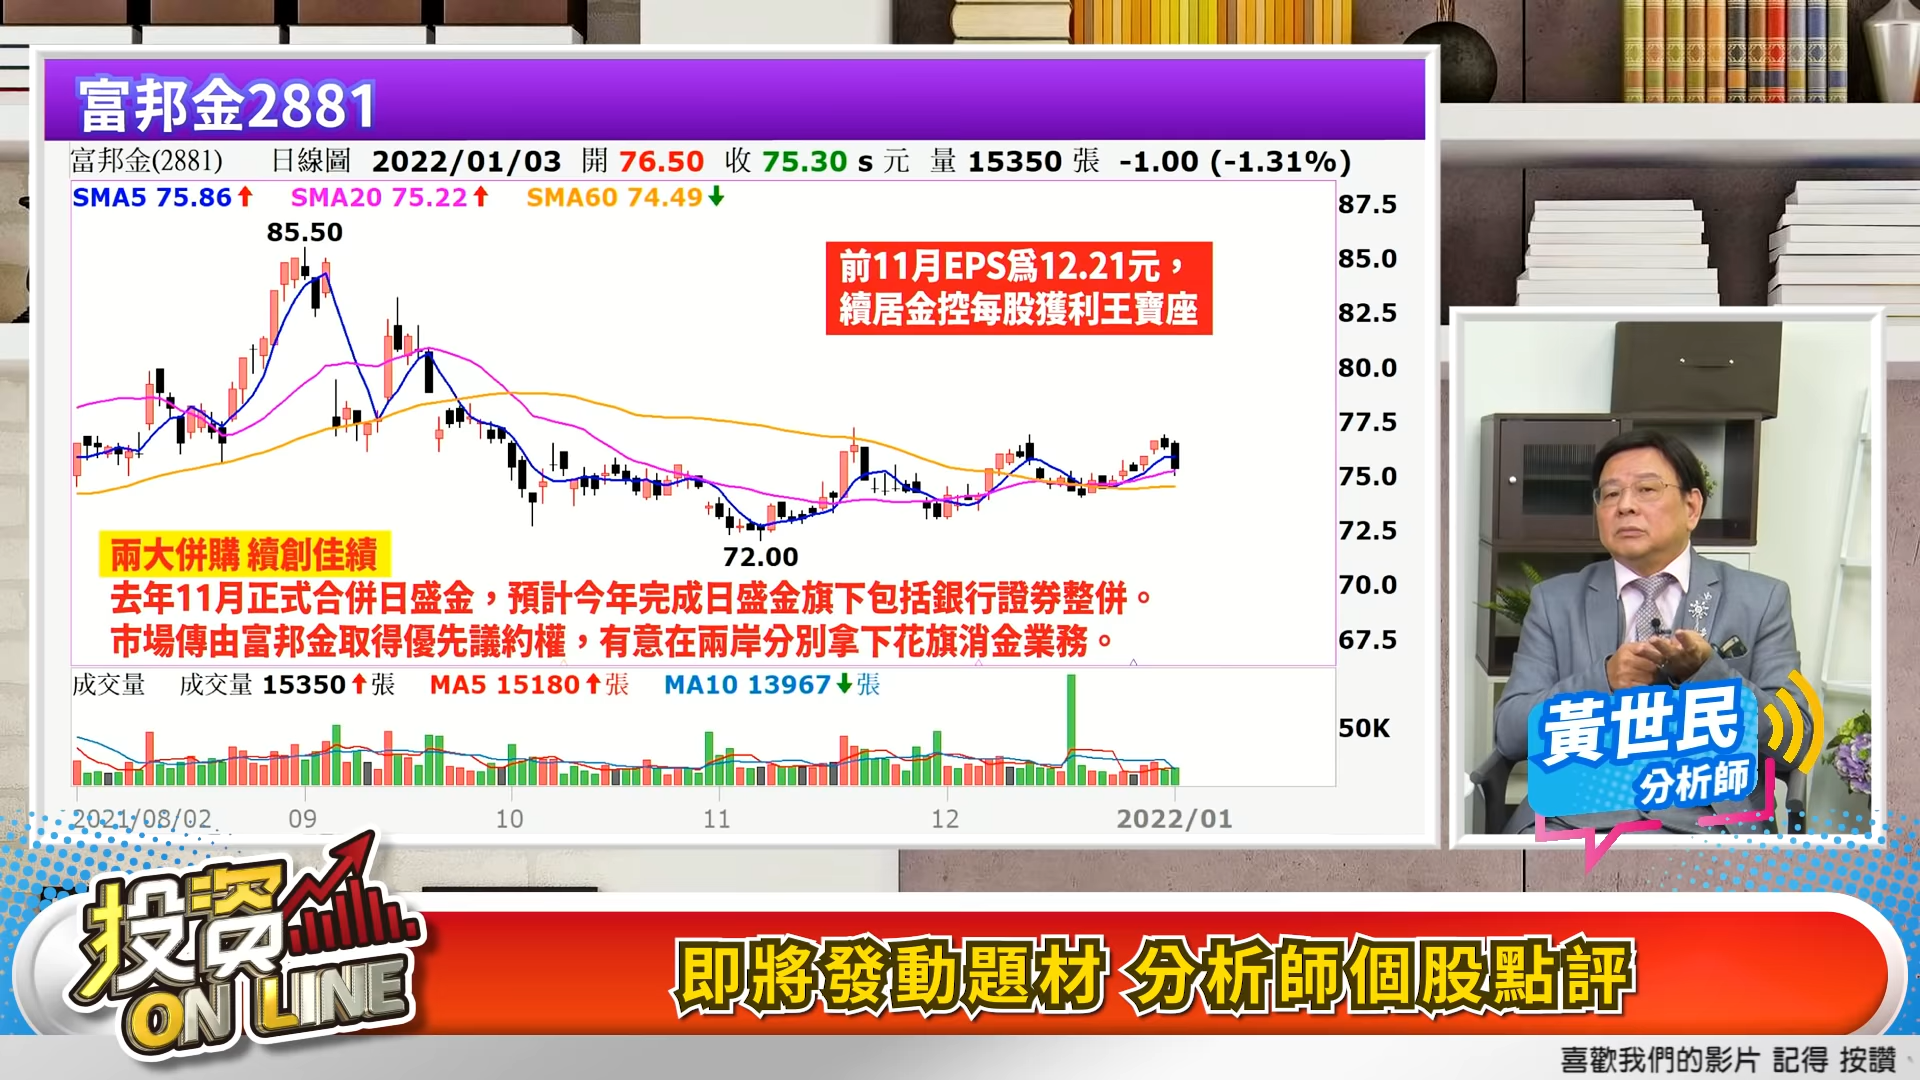 富邦金2881
富邦金(2881) 日線圖 2022/01/03 開 76.50 收 75.30 s 元 量 15350 張 -1.00 (-1.31%)
SMA5 75.86↑ SMA20 75.22↑ SMA60 74.49↓
87.5
85.50
85.0
前11月EPS爲12.21元，
續居金控每股獲利王寶座
82.5
80.0
77.5
75.0
72.5
72.00
70.0
67.5
兩大併購 續創佳績
去年11月正式合併日盛金，預計今年完成日盛金旗下包括銀行證券整併。
市場傳由富邦金取得優先議約權，有意在兩岸分別拿下花旗消金業務。
成交量 成交量 15350↑張 MA5 15180↑張 MA10 13967↓張
50K
2021/08/02 09 10 11 12 2022/01
黃世民
分析師
投資
ON LINE
即將發動題材 分析師個股點評
喜歡我們的影片 記得 按讚